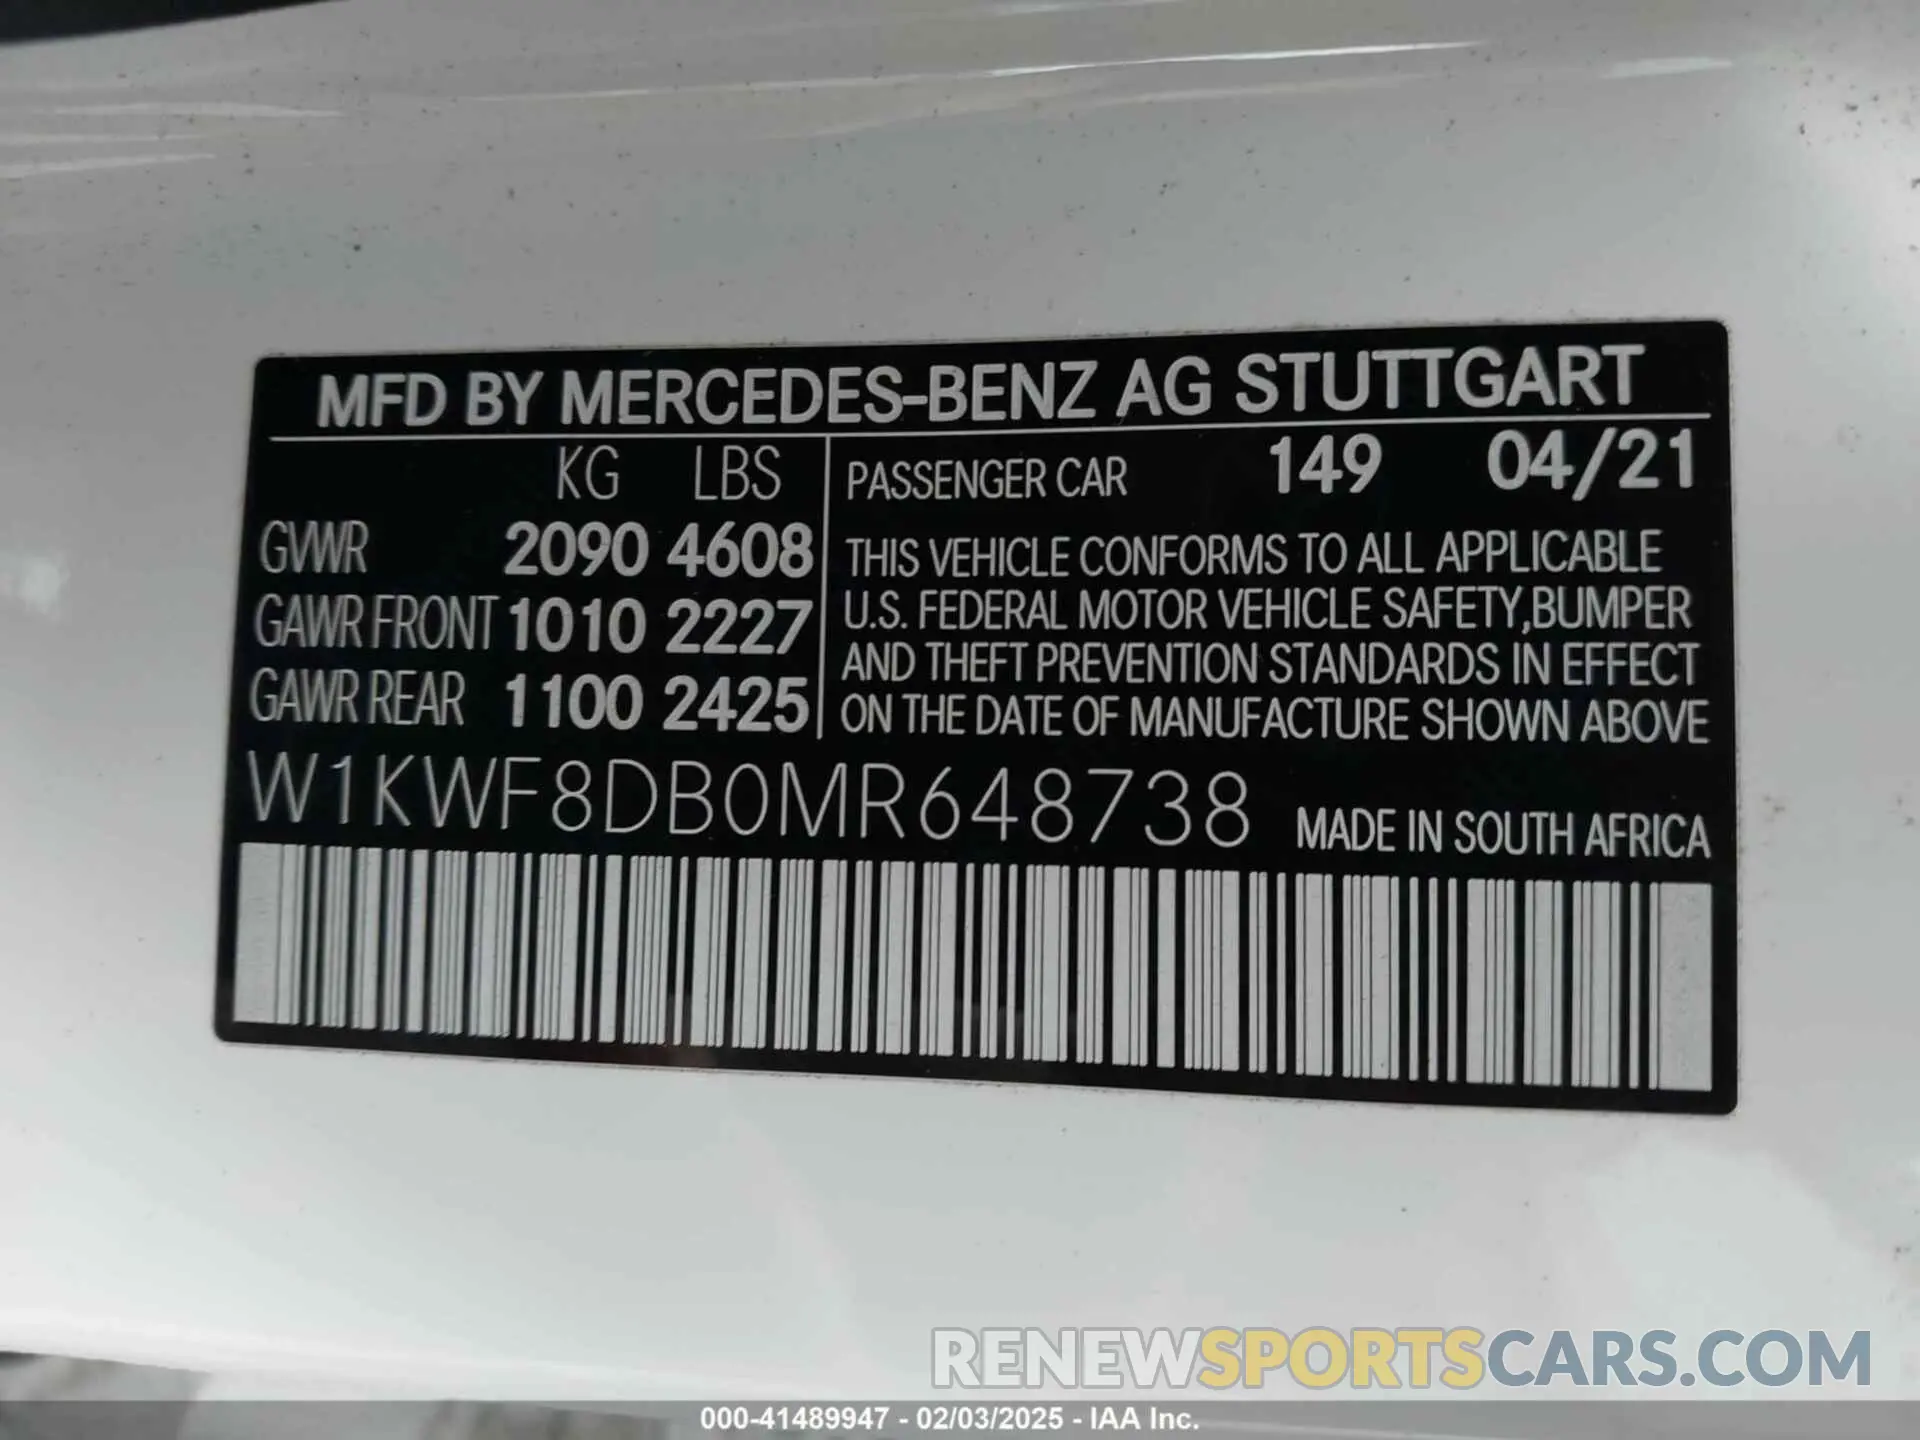 MFD BY MERCEDES-BENZ AG STUTTGART
KG LBS
GVWR 2090 4608
GAWR FRONT 1010 2227
GAWR REAR 1100 2425
PASSENGER CAR 149 04/21
THIS VEHICLE CONFORMS TO ALL APPLICABLE
U.S. FEDERAL MOTOR VEHICLE SAFETY,BUMPER
AND THEFT PREVENTION STANDARDS IN EFFECT
ON THE DATE OF MANUFACTURE SHOWN ABOVE
W1KWF8DB0MR648738 MADE IN SOUTH AFRICA
RENEWSPORTSCARS.COM
000-41489947 - 02/03/2025 - IAA Inc.